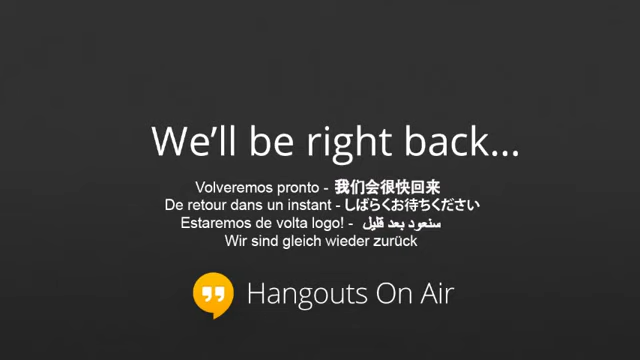 We'll be right back...
Volveremos pronto - 我们会很快回来
De retour dans un instant - しばらくお待ちください
Estaremos de volta logo! - سنعود بعد قليل
Wir sind gleich wieder zurück
Hangouts On Air